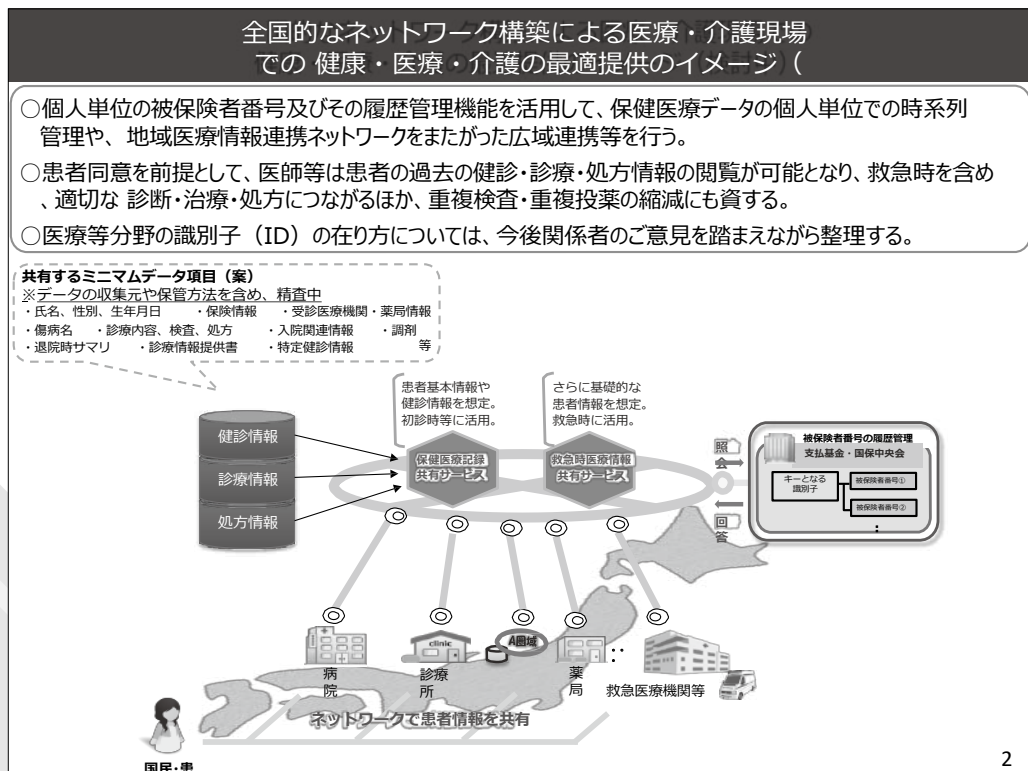 全国的なネットワーク構築による医療・介護現場
での 健康・医療・介護の最適提供のイメージ（
○個人単位の被保険者番号及びその履歴管理機能を活用して、保健医療データの個人単位での時系列
管理や、 地域医療情報連携ネットワークをまたがった広域連携等を行う。
○患者同意を前提として、医師等は患者の過去の健診・診療・処方情報の閲覧が可能となり、救急時を含め
、適切な 診断・治療・処方につながるほか、重複検査・重複投薬の縮減にも資する。
○医療等分野の識別子（ID）の在り方については、今後関係者のご意見を踏まえながら整理する。
共有するミニマムデータ項目（案）
※データの収集元や保管方法を含め、精査中
・氏名、性別、生年月日 ・保険情報 ・受診医療機関・薬局情報
・傷病名 ・診療内容、検査、処方 ・入院関連情報 ・調剤
・退院時サマリ ・診療情報提供書 ・特定健診情報 等
患者基本情報や
健診情報を想定。
初診時等に活用。
さらに基礎的な
患者情報を想定。
救急時に活用。
健診情報
診療情報
処方情報
保健医療記録
共有サービス
救急時医療情報
共有サービス
照
会
回
答
被保険者番号の履歴管理
支払基金・国保中央会
キーとなる
識別子
被保険者番号①
被保険者番号②
：
病
院
clinic
診療
所
A圏域
薬
局
：
救急医療機関等
ネットワークで患者情報を共有
国民・患
2